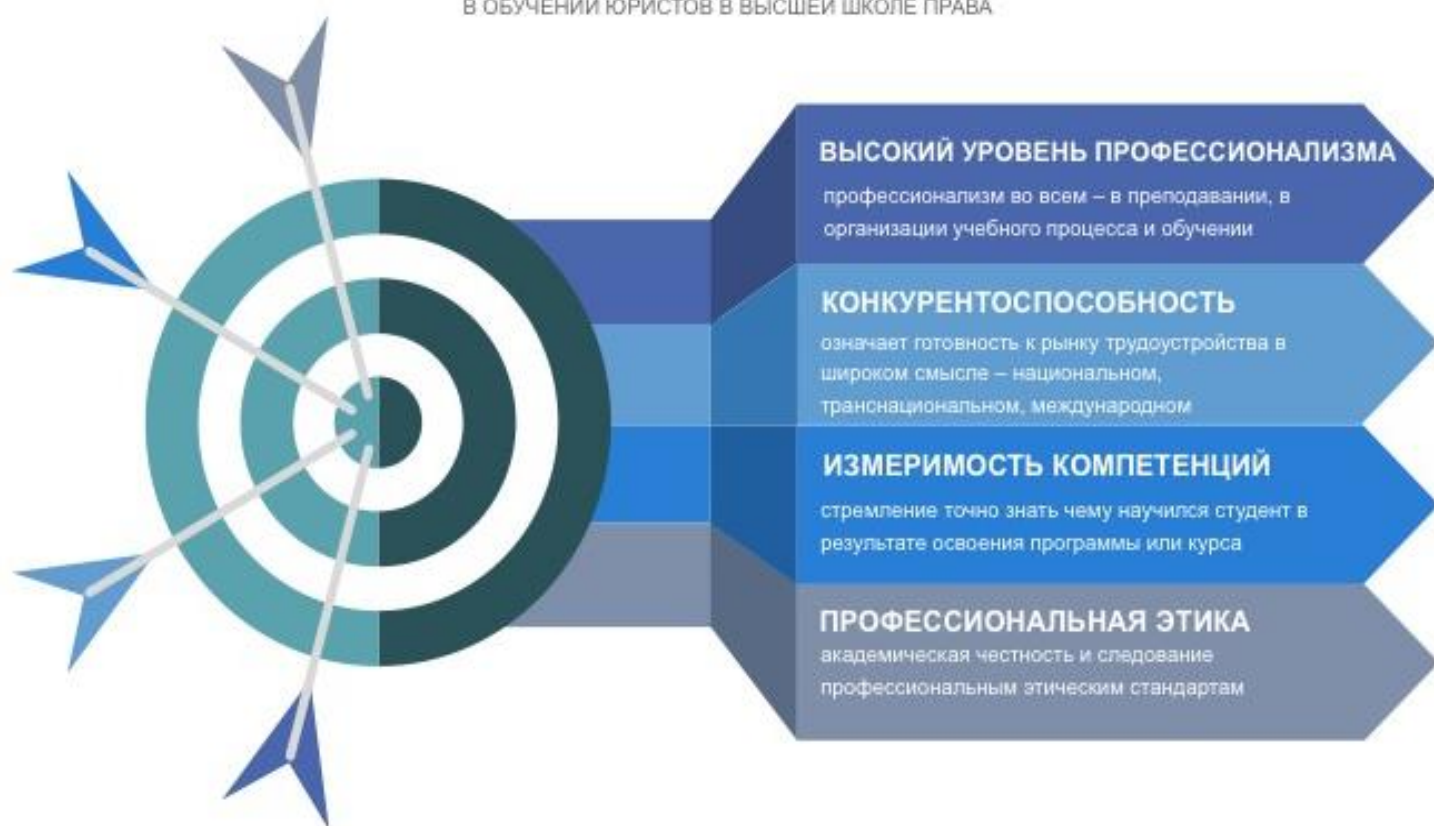 В ОБУЧЕНИИ ЮРИСТОВ В ВЫСШЕЙ ШКОЛЕ ПРАВА
ВЫСОКИЙ УРОВЕНЬ ПРОФЕССИОНАЛИЗМА
профессионализм во всем – в преподавании, в
организации учебного процесса и обучении
КОНКУРЕНТОСПОСОБНОСТЬ
означает готовность к рынку трудоустройства в
широком смысле – национальном,
транснациональном, международном
ИЗМЕРИМОСТЬ КОМПЕТЕНЦИЙ
стремление точно знать чему научился студент в
результате освоения программы или курса
ПРОФЕССИОНАЛЬНАЯ ЭТИКА
академическая честность и следование
профессиональным этическим стандартам